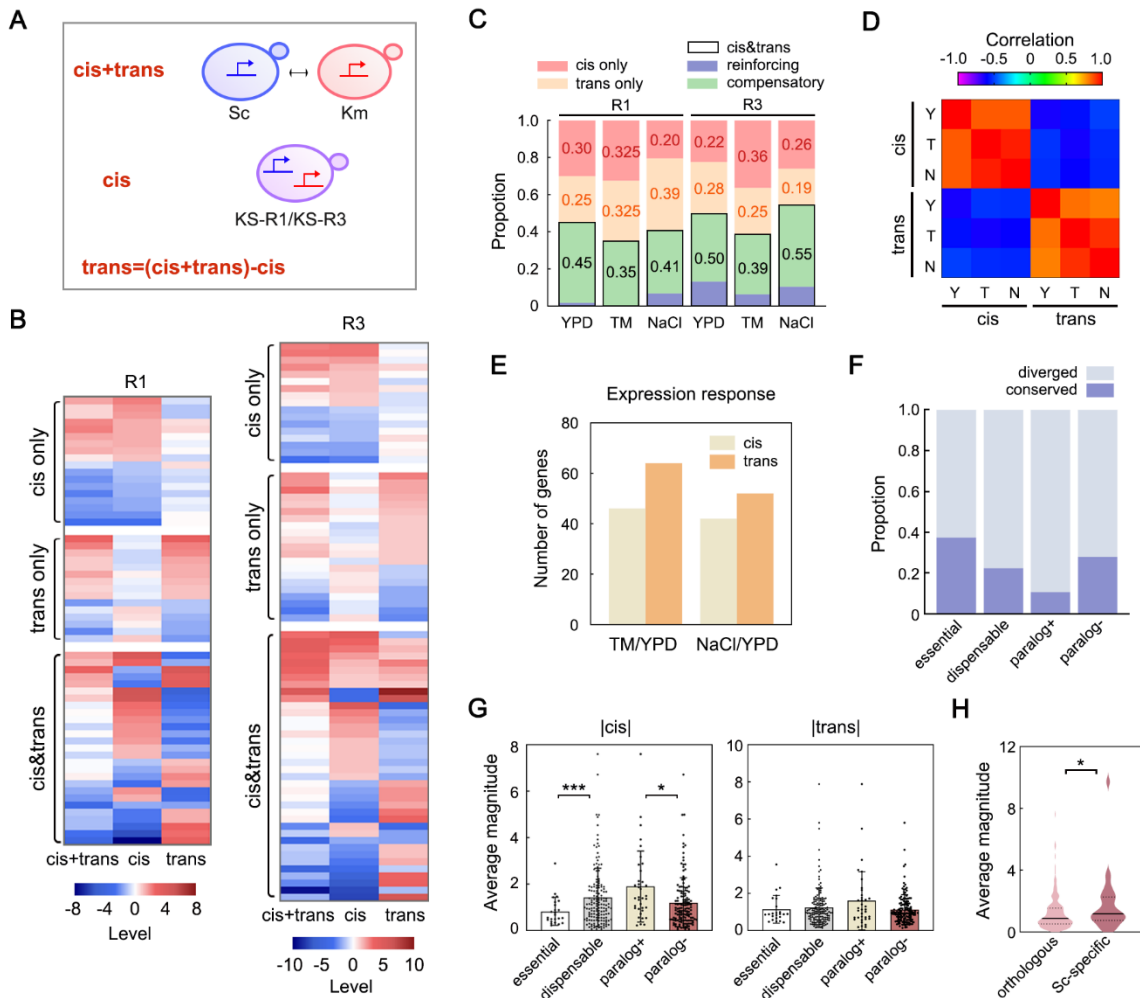 A
cis+trans
Sc
Km
cis
KS-R1/KS-R3
trans=(cis+trans)-cis
B
R1
cis only
trans only
cis&trans
cis+trans cis trans
-8 -4 0 4 8
Level
R3
cis only
trans only
cis&trans
cis+trans cis trans
-10 -5 0 5 10
Level
C
cis only
trans only
cis&trans
reinforcing
compensatory
R1 R3
Propotion
1.0
0.8
0.6
0.4
0.2
0
0.30 0.325 0.20 0.22 0.36 0.26
0.25 0.325 0.39 0.28 0.25 0.19
0.45 0.35 0.41 0.50 0.39 0.55
YPD TM NaCl YPD TM NaCl
D
Correlation
-1.0 -0.5 0 0.5 1.0
cis
Y
T
N
trans
Y
T
N
Y T N Y T N
cis trans
E
Expression response
Number of genes
80
60
40
20
0
cis
trans
TM/YPD NaCl/YPD
F
diverged
conserved
Propotion
1.0
0.8
0.6
0.4
0.2
0
essential
dispensable
paralog+
paralog-
G
|cis|
Average magnitude
8
6
4
2
0
*** *
essential
dispensable
paralog+
paralog-
|trans|
10
8
6
4
2
0
essential
dispensable
paralog+
paralog-
H
Average magnitude
12
8
4
0
*
orthologous
Sc-specific